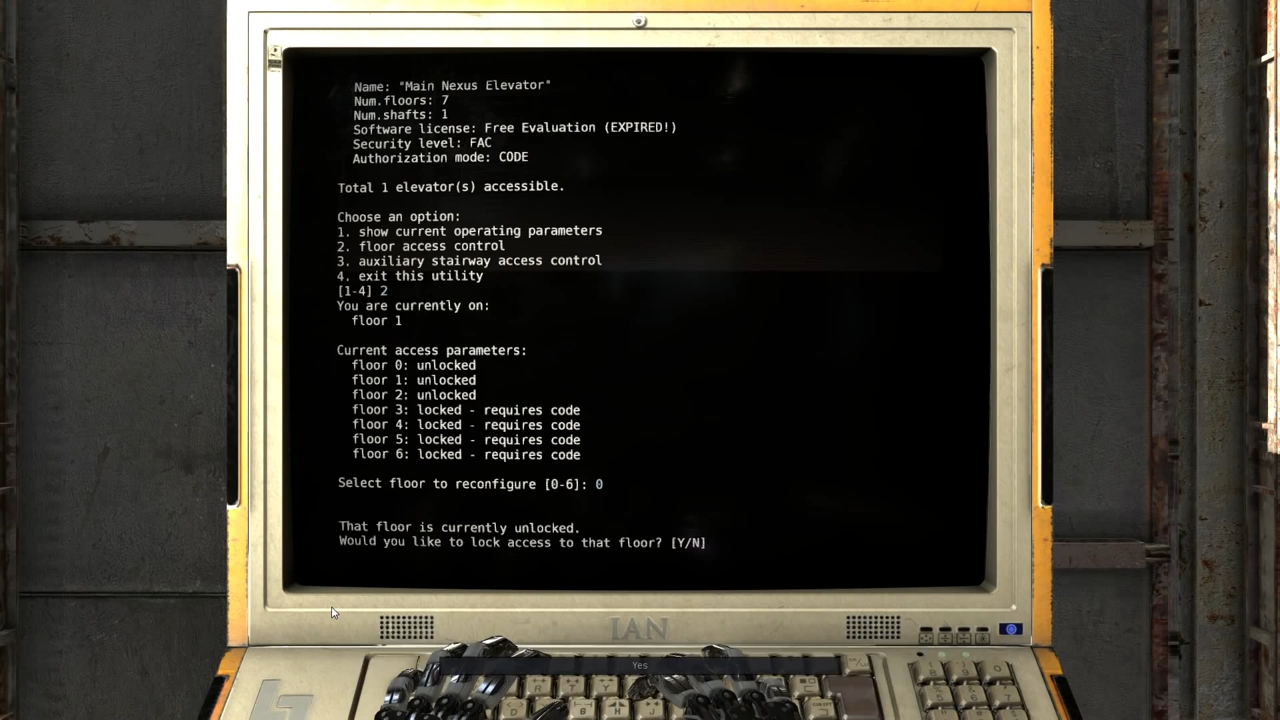 Name: "Main Nexus Elevator"
Num.floors: 7
Num.shafts: 1
Software license: Free Evaluation (EXPIRED!)
Security level: FAC
Authorization mode: CODE
Total 1 elevator(s) accessible.
Choose an option:
1. show current operating parameters
2. floor access control
3. auxiliary stairway access control
4. exit this utility
[1-4] 2
You are currently on:
floor 1
Current access parameters:
floor 0: unlocked
floor 1: unlocked
floor 2: unlocked
floor 3: locked - requires code
floor 4: locked - requires code
floor 5: locked - requires code
floor 6: locked - requires code
Select floor to reconfigure [0-6]: 0
That floor is currently unlocked.
Would you like to lock access to that floor? [Y/N]
IAN
Yes
R T Y
G H J